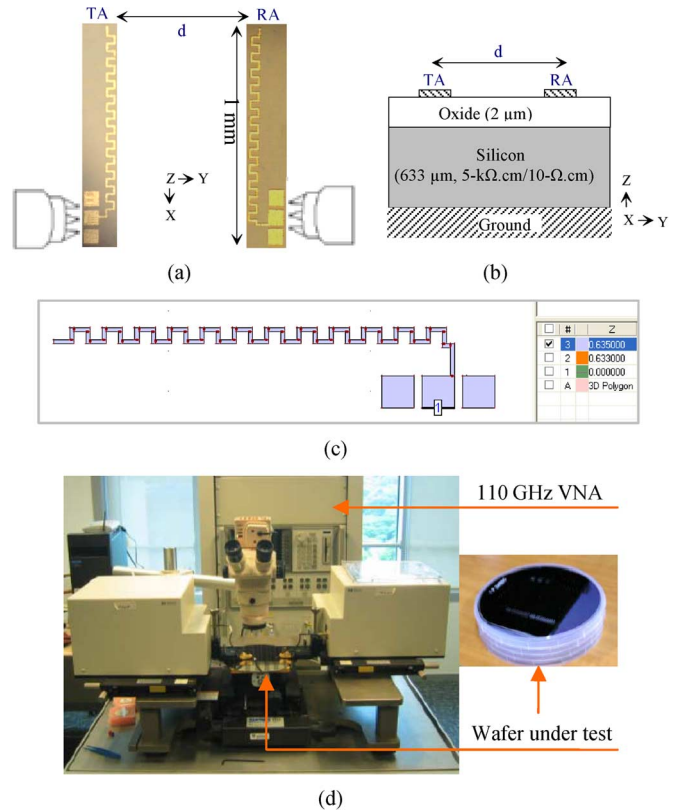 TA
RA
d
1 mm
Z
Y
X
(a)
d
TA
RA
Oxide (2 µm)
Silicon
(633 µm, 5-kΩ.cm/10-Ω.cm)
Ground
Z
X
Y
(b)
# Z
3 0.635000
2 0.633000
1 0.000000
A 3D Polygon
1
(c)
110 GHz VNA
Wafer under test
(d)